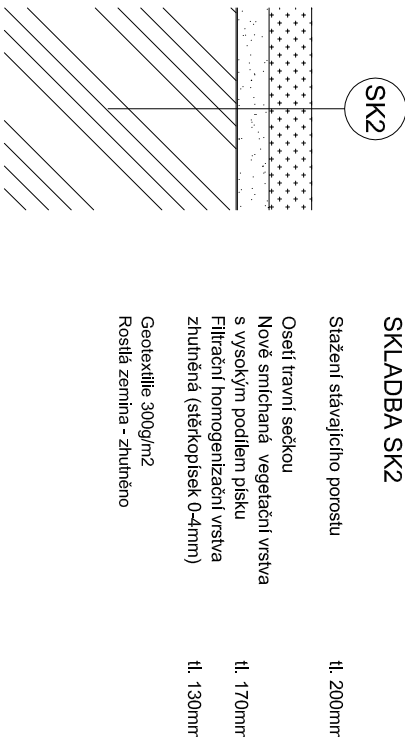 SK2
SKLADBA SK2
Stažení stávajícího porostu tl. 200mm
Osetí travní sečkou
Nově smíchaná vegetační vrstva
s vysokým podílem písku tl. 170mm
Filtrační homogenizační vrstva
zhutněná (stěrkopísek 0-4mm) tl. 130mm
Geotextilie 300g/m2
Rostlá zemina - zhutněno